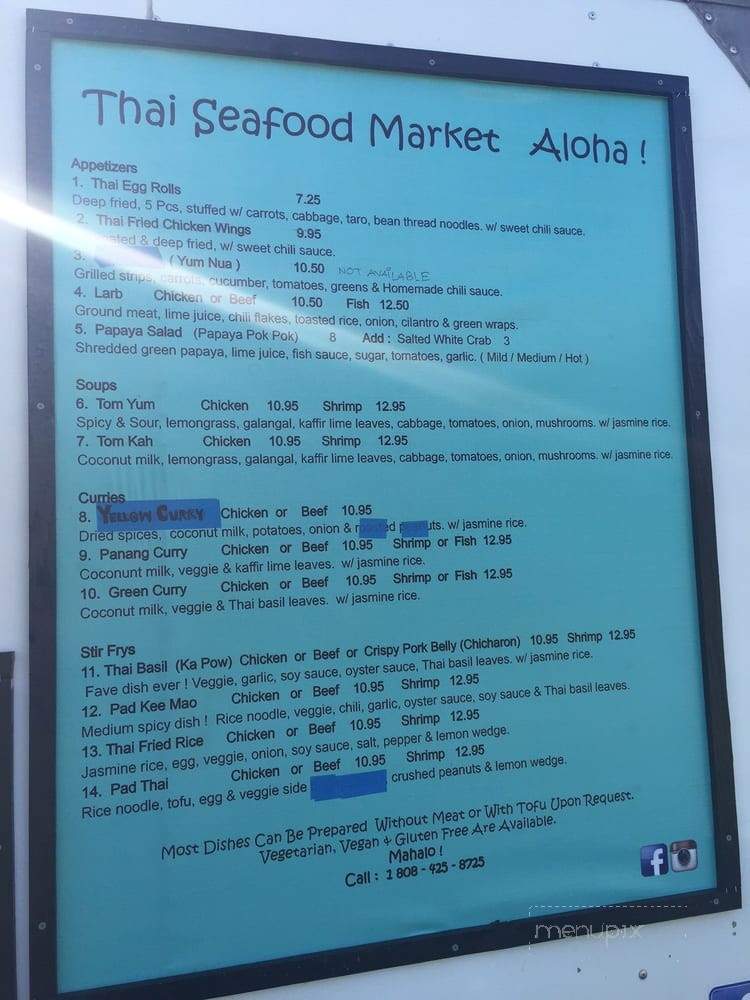 Thai Seafood Market Aloha !
Appetizers
1. Thai Egg Rolls 7.25
Deep fried, 5 Pcs, stuffed w/ carrots, cabbage, taro, bean thread noodles. w/ sweet chili sauce.
2. Thai Fried Chicken Wings 9.95
& deep fried, w/ sweet chili sauce.
3. ( Yum Nua ) 10.50 NOT AVAILABLE
Grilled strips, carrots, cucumber, tomatoes, greens & Homemade chili sauce.
4. Larb Chicken or Beef 10.50 Fish 12.50
Ground meat, lime juice, chili flakes, toasted rice, onion, cilantro & green wraps.
5. Papaya Salad (Papaya Pok Pok) 8 Add : Salted White Crab 3
Shredded green papaya, lime juice, fish sauce, sugar, tomatoes, garlic. ( Mild / Medium / Hot )
Soups
6. Tom Yum Chicken 10.95 Shrimp 12.95
Spicy & Sour, lemongrass, galangal, kaffir lime leaves, cabbage, tomatoes, onion, mushrooms. w/ jasmine rice.
7. Tom Kah Chicken 10.95 Shrimp 12.95
Coconut milk, lemongrass, galangal, kaffir lime leaves, cabbage, tomatoes, onion, mushrooms. w/ jasmine rice.
Curries
8. YELLOW CURRY Chicken or Beef 10.95
Dried spices, coconut milk, potatoes, onion & roasted peanuts. w/ jasmine rice.
9. Panang Curry Chicken or Beef 10.95 Shrimp or Fish 12.95
Coconunt milk, veggie & kaffir lime leaves. w/ jasmine rice.
10. Green Curry Chicken or Beef 10.95 Shrimp or Fish 12.95
Coconut milk, veggie & Thai basil leaves. w/ jasmine rice.
Stir Frys
11. Thai Basil (Ka Pow) Chicken or Beef or Crispy Pork Belly (Chicharon) 10.95 Shrimp 12.95
Fave dish ever ! Veggie, garlic, soy sauce, oyster sauce, Thai basil leaves. w/ jasmine rice.
12. Pad Kee Mao Chicken or Beef 10.95 Shrimp 12.95
Medium spicy dish ! Rice noodle, veggie, chili, garlic, oyster sauce, soy sauce & Thai basil leaves.
13. Thai Fried Rice Chicken or Beef 10.95 Shrimp 12.95
Jasmine rice, egg, veggie, onion, soy sauce, salt, pepper & lemon wedge.
14. Pad Thai Chicken or Beef 10.95 Shrimp 12.95
Rice noodle, tofu, egg & veggie side crushed peanuts & lemon wedge.
Most Dishes Can Be Prepared Without Meat or With Tofu Upon Request.
Vegetarian, Vegan & Gluten Free Are Available.
Mahalo !
Call : 1 808 - 425 - 8725
menupix